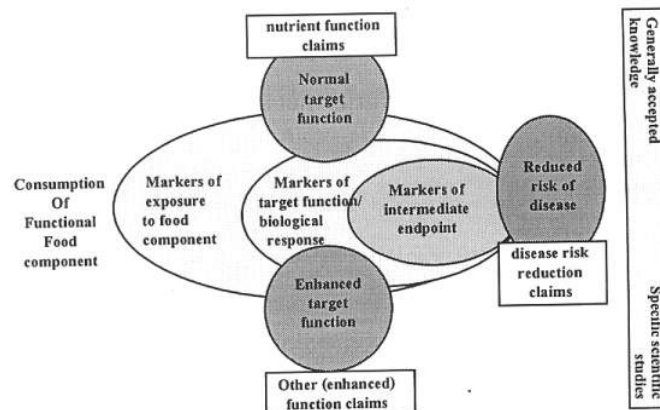 nutrient function
claims
Normal
target
function
Consumption
Of
Functional
Food
component
Markers of
exposure
to food
component
Markers of
target function/
biological
response
Markers of
intermediate
endpoint
Reduced
risk of
disease
disease risk
reduction
claims
Enhanced
target
function
Other (enhanced)
function claims
Generally accepted
knowledge
Specific scientific
studies